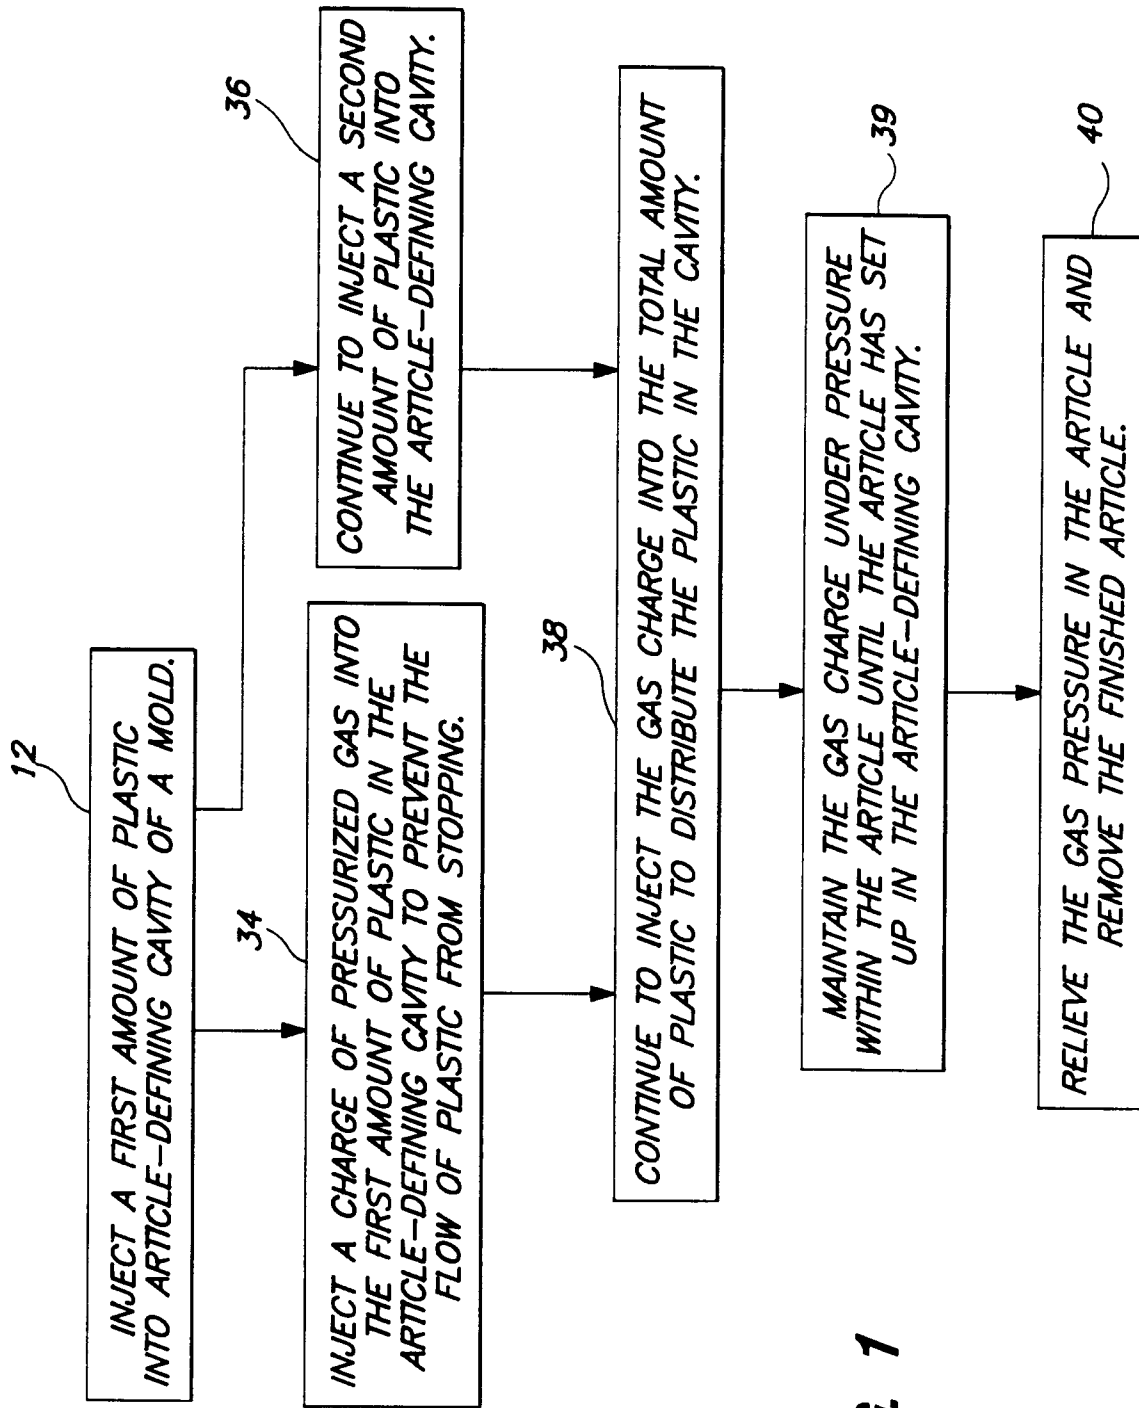 12
INJECT A FIRST AMOUNT OF PLASTIC
INTO ARTICLE-DEFINING CAVITY OF A MOLD.
34
INJECT A CHARGE OF PRESSURIZED GAS INTO
THE FIRST AMOUNT OF PLASTIC IN THE
ARTICLE-DEFINING CAVITY TO PREVENT THE
FLOW OF PLASTIC FROM STOPPING.
36
CONTINUE TO INJECT A SECOND
AMOUNT OF PLASTIC INTO
THE ARTICLE-DEFINING CAVITY.
38
CONTINUE TO INJECT THE GAS CHARGE INTO THE TOTAL AMOUNT
OF PLASTIC TO DISTRIBUTE THE PLASTIC IN THE CAVITY.
MAINTAIN THE GAS CHARGE UNDER PRESSURE
WITHIN THE ARTICLE UNTIL THE ARTICLE HAS SET
UP IN THE ARTICLE-DEFINING CAVITY.
39
RELIEVE THE GAS PRESSURE IN THE ARTICLE AND
REMOVE THE FINISHED ARTICLE.
40
1